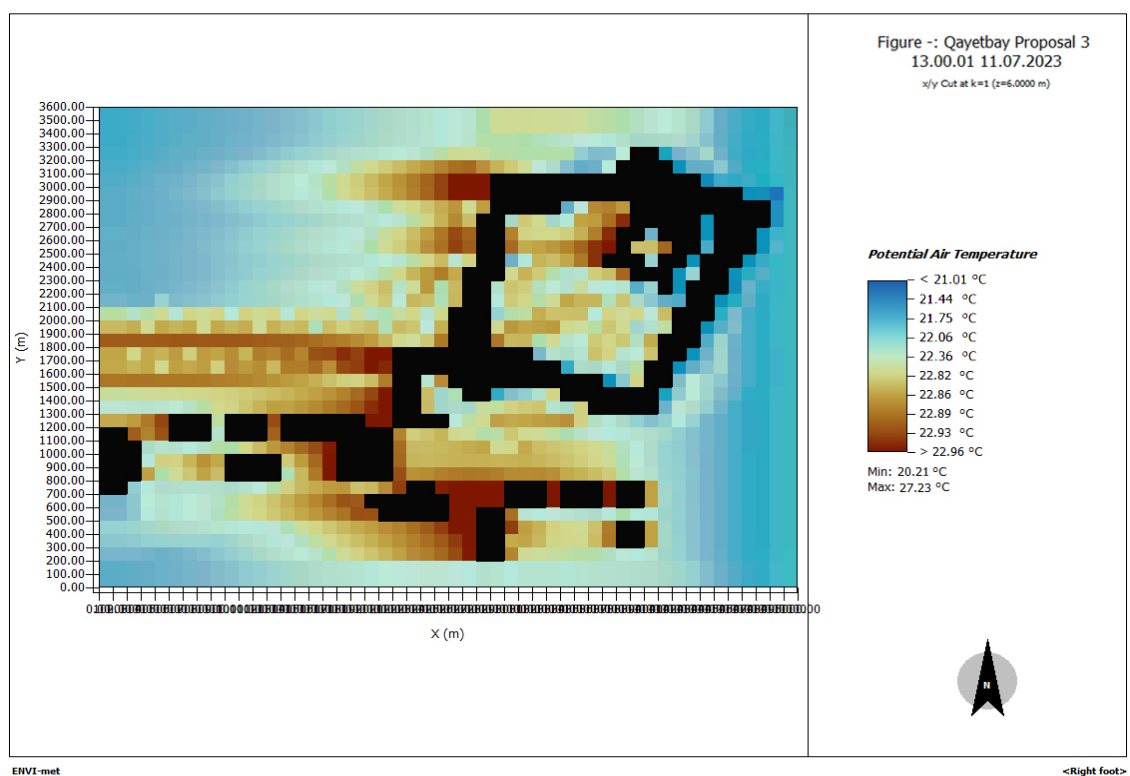 Figure -: Qayetbay Proposal 3
13.00.01 11.07.2023
x/y Cut at k=1 (z=6.0000 m)
3600.00
3500.00
3400.00
3300.00
3200.00
3100.00
3000.00
2900.00
2800.00
2700.00
2600.00
2500.00
2400.00
2300.00
2200.00
2100.00
2000.00
1900.00
1800.00
1700.00
1600.00
1500.00
1400.00
1300.00
1200.00
1100.00
1000.00
900.00
800.00
700.00
600.00
500.00
400.00
300.00
200.00
100.00
0.00
Y (m)
X (m)
Potential Air Temperature
< 21.01 °C
21.44 °C
21.75 °C
22.06 °C
22.36 °C
22.82 °C
22.86 °C
22.89 °C
22.93 °C
> 22.96 °C
Min: 20.21 °C
Max: 27.23 °C
N
ENVI-met
<Right foot>